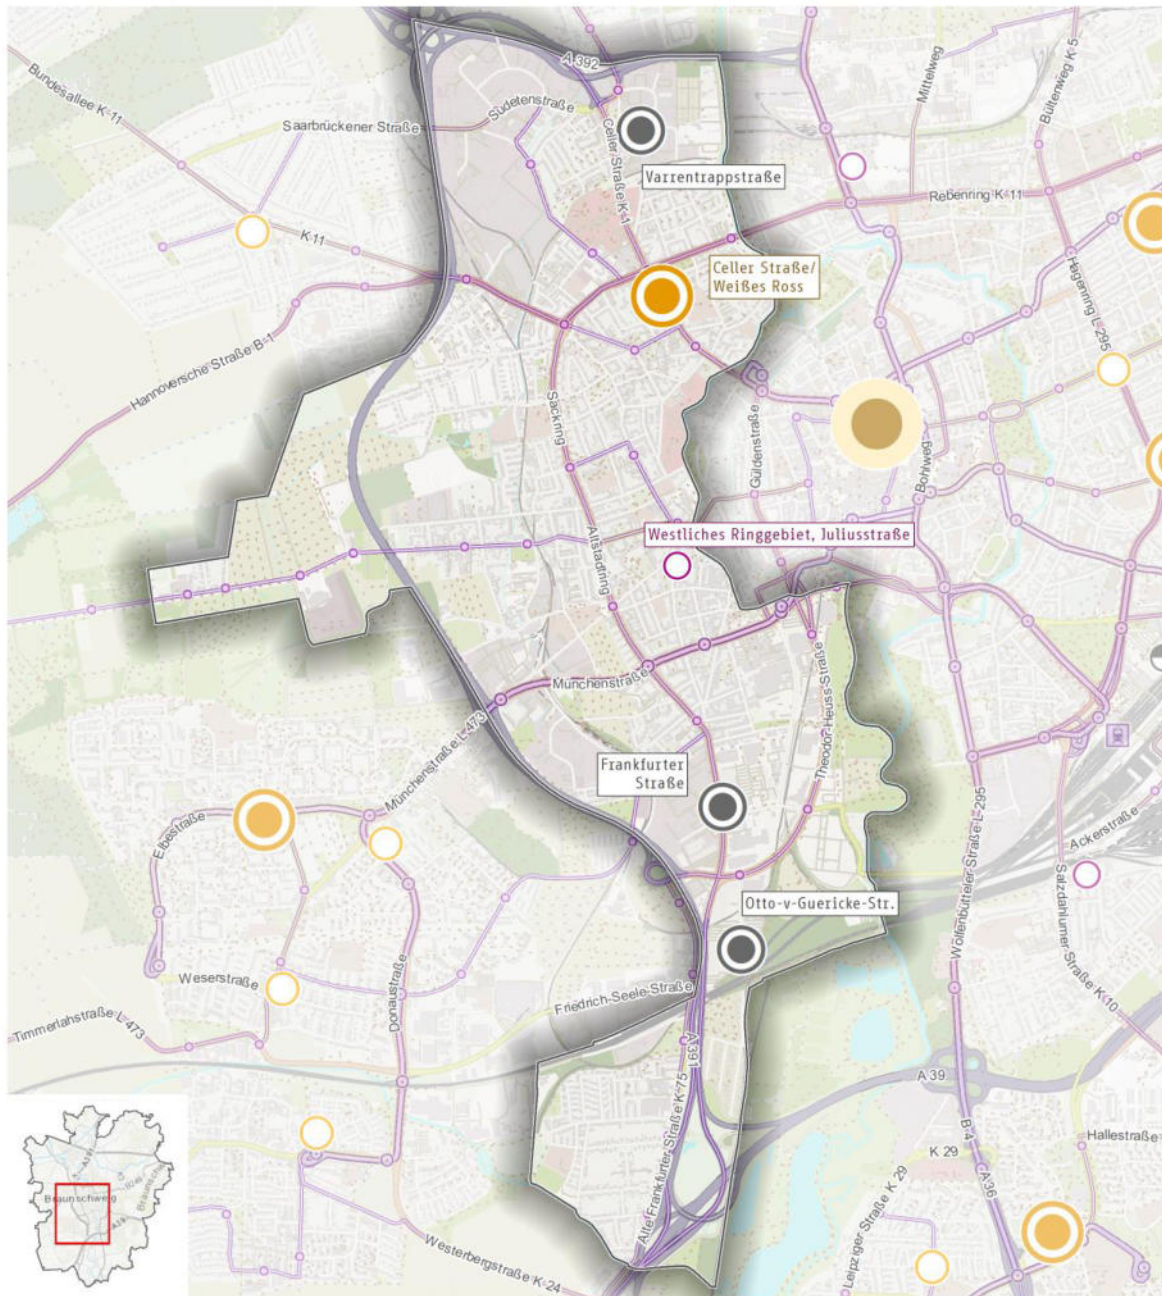 A 392
Bundesallee K-11
Saarbrückener Straße
Sudetenstraße
Celler Straße K-1
Mittelweg
Bültenweg K 5
Varrentrappstraße
Rebenring K 11
K 11
Celler Straße/
Weißes Ross
Hagenring L 295
Hannoversche Straße B-1
Sackring
Güldenstraße
Bohlweg
Westliches Ringgebiet, Juliusstraße
Altstadtring
Münchenstraße
Theodor-Heuss-Straße
Münchenstraße L 473
Frankfurter
Straße
Elbestraße
Wolfenbütteler Straße L 295
Ackerstraße
Salzdahlumer Straße K 10
Otto-v-Guericke-Str.
Weserstraße
Donaustraße
Friedrich-Seele-Straße
Timmerlahstraße L 473
A 391
A 39
Alte Frankfurter Straße K 75
B 4
A 36
K 29
Hallestraße
Leipziger Straße K 29
Westerbergstraße K-24
Braunschweig